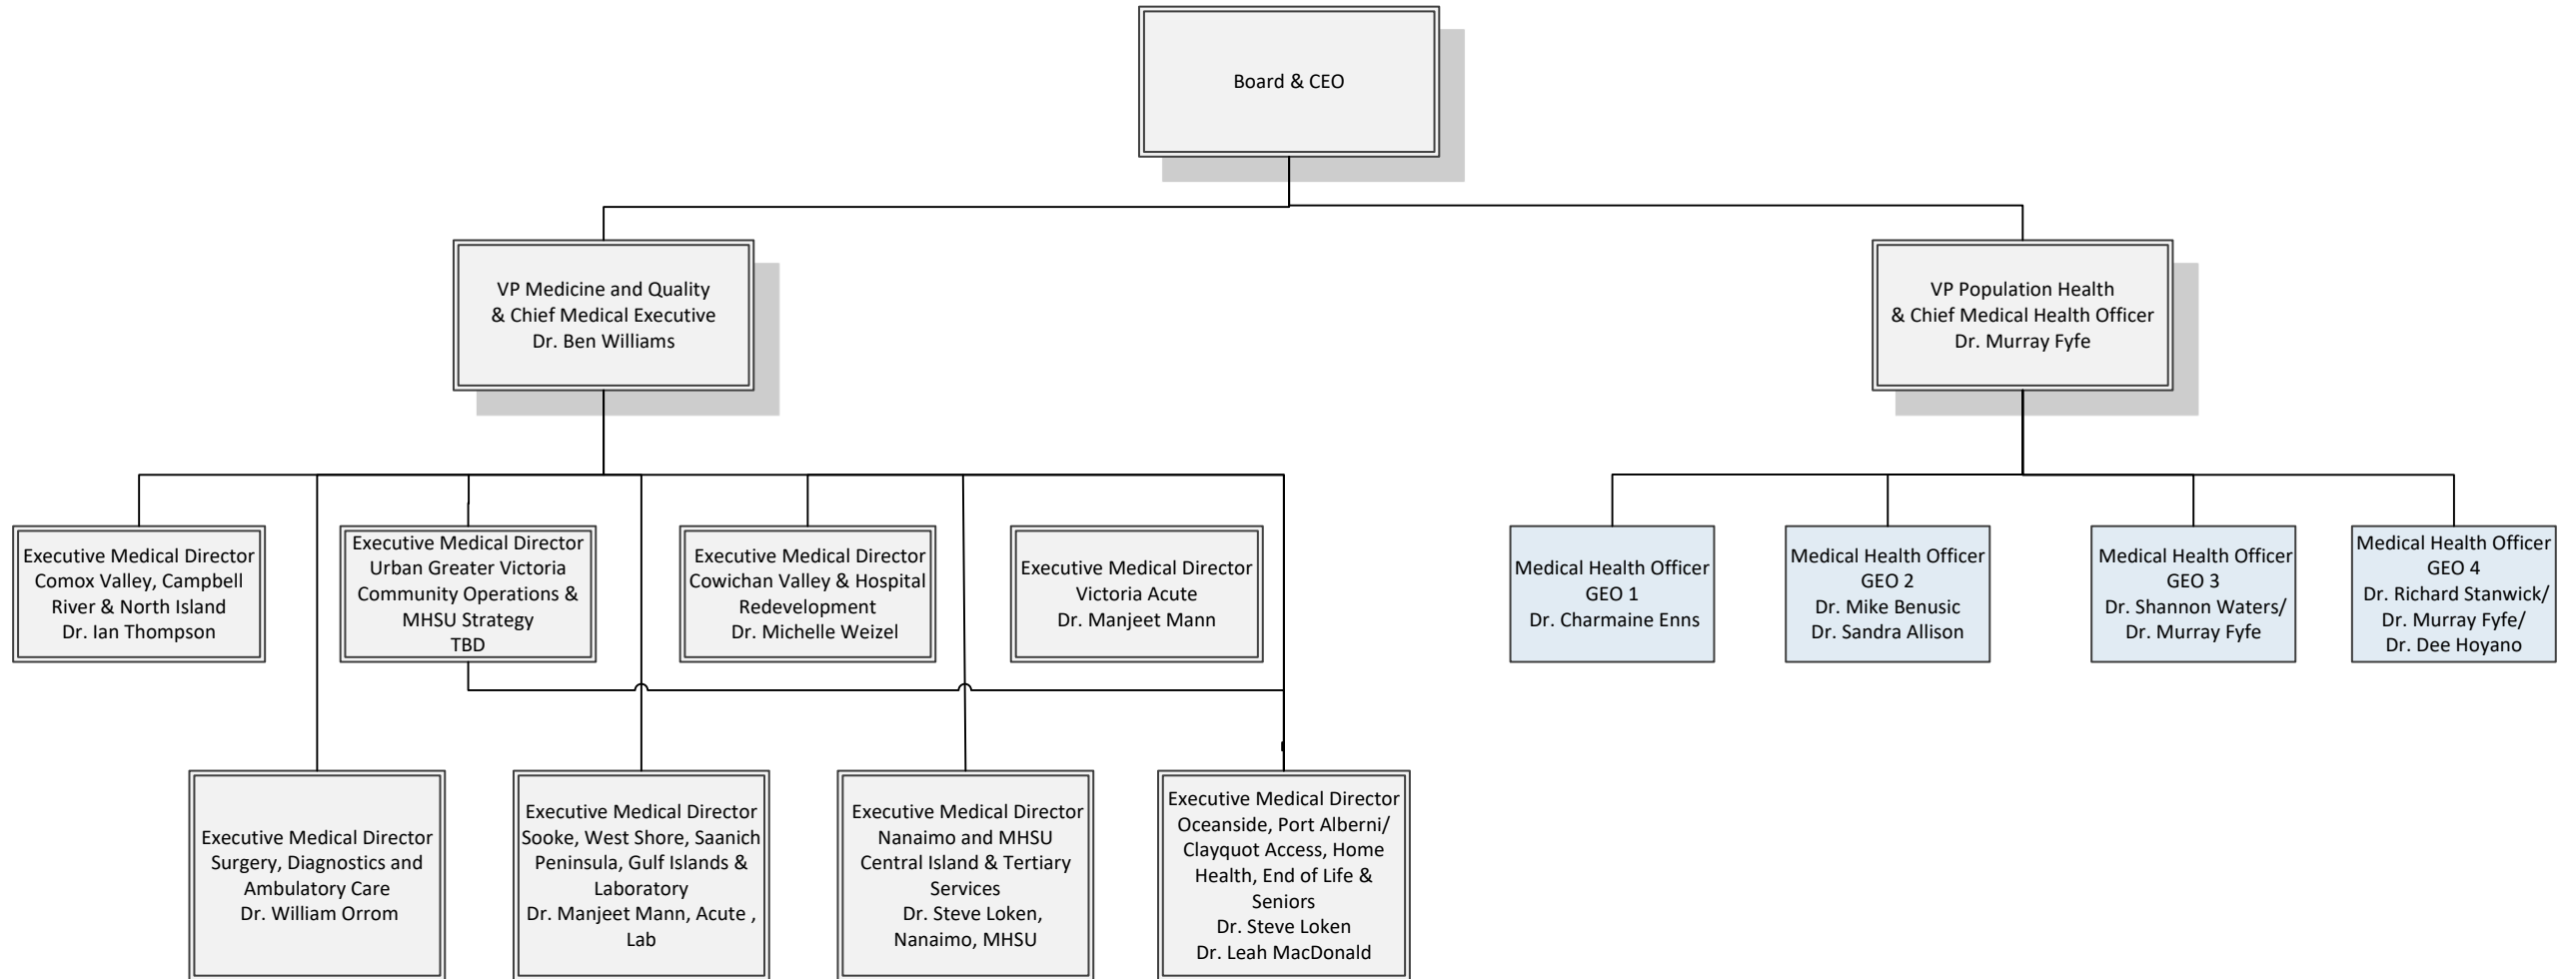 Board & CEO
VP Medicine and Quality
& Chief Medical Executive
Dr. Ben Williams
VP Population Health
& Chief Medical Health Officer
Dr. Murray Fyfe
Executive Medical Director
Comox Valley, Campbell
River & North Island
Dr. Ian Thompson
Executive Medical Director
Urban Greater Victoria
Community Operations &
MHSU Strategy
TBD
Executive Medical Director
Cowichan Valley & Hospital
Redevelopment
Dr. Michelle Weizel
Executive Medical Director
Victoria Acute
Dr. Manjeet Mann
Medical Health Officer
GEO 1
Dr. Charmaine Enns
Medical Health Officer
GEO 2
Dr. Mike Benusic
Dr. Sandra Allison
Medical Health Officer
GEO 3
Dr. Shannon Waters/
Dr. Murray Fyfe
Medical Health Officer
GEO 4
Dr. Richard Stanwick/
Dr. Murray Fyfe/
Dr. Dee Hoyano
Executive Medical Director
Surgery, Diagnostics and
Ambulatory Care
Dr. William Orrom
Executive Medical Director
Sooke, West Shore, Saanich
Peninsula, Gulf Islands &
Laboratory
Dr. Manjeet Mann, Acute ,
Lab
Executive Medical Director
Nanaimo and MHSU
Central Island & Tertiary
Services
Dr. Steve Loken,
Nanaimo, MHSU
Executive Medical Director
Oceanside, Port Alberni/
Clayquot Access, Home
Health, End of Life &
Seniors
Dr. Steve Loken
Dr. Leah MacDonald